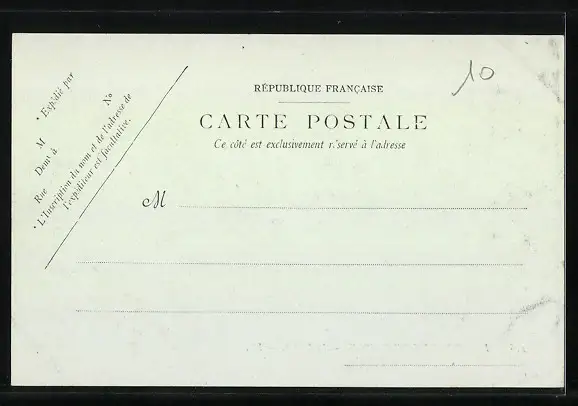 * Expédié par
M
Demt à
Rue No
* L'Inscription du nom et de l'adresse de
l'expéditeur est facultative.
10
RÉPUBLIQUE FRANÇAISE
CARTE POSTALE
Ce côté est exclusivement réservé à l'adresse
M